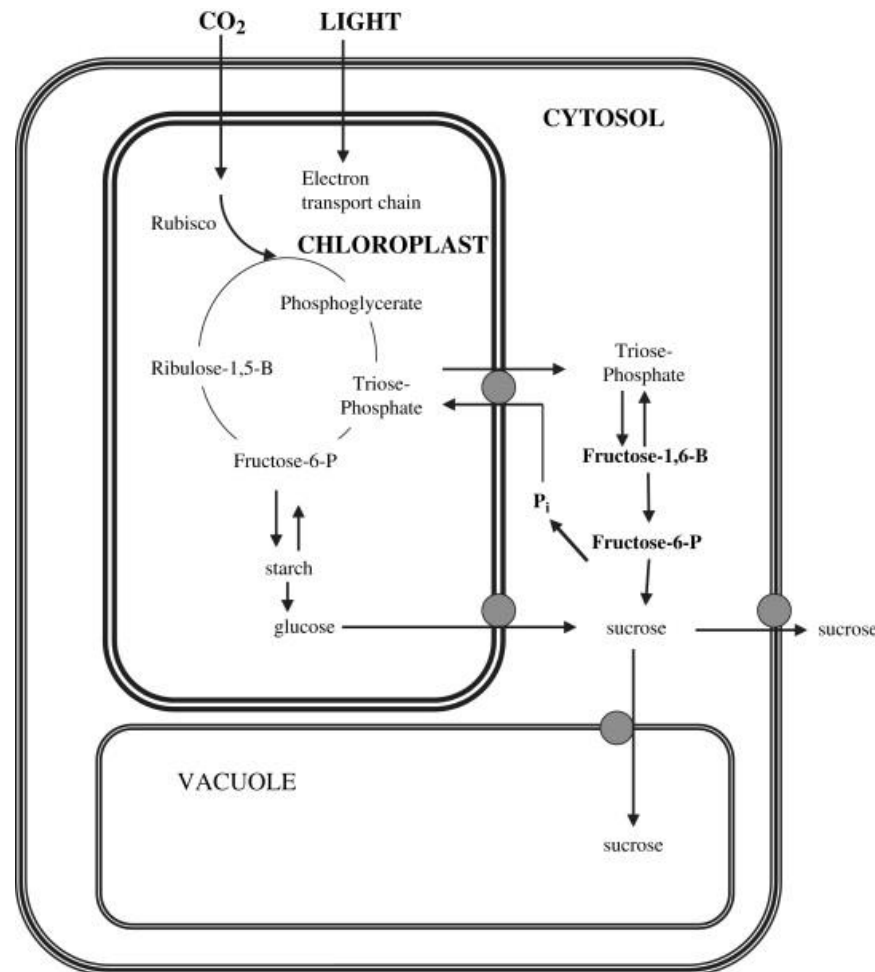 CO₂
LIGHT
CYTOSOL
Electron
transport chain
Rubisco
CHLOROPLAST
Phosphoglycerate
Ribulose-1,5-B
Triose-
Phosphate
Triose-
Phosphate
Fructose-6-P
Fructose-1,6-B
Pᵢ
Fructose-6-P
starch
glucose
sucrose
sucrose
VACUOLE
sucrose